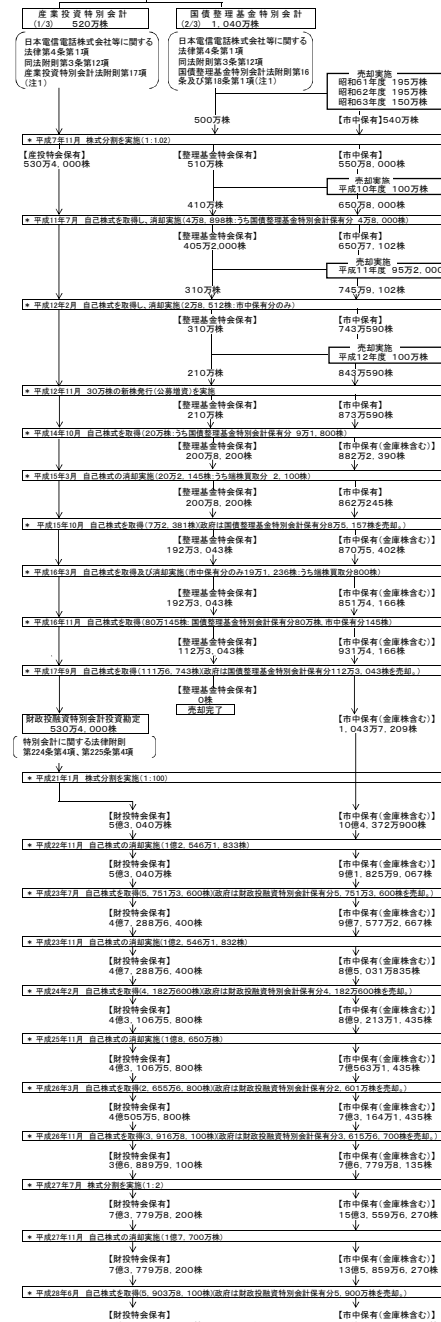 産業投資特別会計
(1/3) 520万株
国債整理基金特別会計
(2/3) 1,040万株
日本電信電話株式会社等に関する
法律第4条第1項
同法附則第3条第12項
産業投資特別会計法附則第17項
(注1)
日本電信電話株式会社等に関する
法律第4条第1項
同法附則第3条第12項
国債整理基金特別会計法附則第16
条及び第18条第1項(注1)
売却実施
昭和61年度 195万株
昭和62年度 195万株
昭和63年度 150万株
500万株
【市中保有】540万株
* 平成7年11月 株式分割を実施(1:1.02)
【産投特会保有】
530万4,000株
【整理基金特会保有】
510万株
【市中保有】
550万8,000株
売却実施
平成10年度 100万株
410万株
650万8,000株
* 平成11年7月 自己株式を取得し、消却実施(4万8,898株:うち国債整理基金特別会計保有分 4万8,000株)
【整理基金特会保有】
405万2,000株
【市中保有】
650万7,102株
売却実施
平成11年度 95万2,000
310万株
745万9,102株
* 平成12年2月 自己株式を取得し、消却実施(2万8,512株:市中保有分のみ)
【整理基金特会保有】
310万株
【市中保有】
743万590株
売却実施
平成12年度 100万株
210万株
843万590株
* 平成12年11月 30万株の新株発行(公募増資)を実施
【整理基金特会保有】
210万株
【市中保有】
873万590株
* 平成14年10月 自己株式を取得(20万株:うち国債整理基金特別会計保有分 9万1,800株)
【整理基金特会保有】
200万8,200株
【市中保有(金庫株含む)】
882万2,390株
* 平成15年3月 自己株式の消却実施(20万2,145株:うち端株買取分 2,100株)
【整理基金特会保有】
200万8,200株
【市中保有(金庫株含む)】
862万245株
* 平成15年10月 自己株式を取得(7万2,381株)(政府は国債整理基金特別会計保有分8万5,157株を売却。)
【整理基金特会保有】
192万3,043株
【市中保有(金庫株含む)】
870万5,402株
* 平成16年3月 自己株式を取得及び消却実施(市中保有分のみ19万1,236株:うち端株買取分800株)
【整理基金特会保有】
192万3,043株
【市中保有(金庫株含む)】
851万4,166株
* 平成16年11月 自己株式を取得(80万145株:国債整理基金特別会計保有分80万株、市中保有分145株)
【整理基金特会保有】
112万3,043株
【市中保有(金庫株含む)】
931万4,166株
* 平成17年9月 自己株式を取得(111万6,743株)(政府は国債整理基金特別会計保有分112万3,043株を売却。)
【整理基金特会保有】
0株
売却完了
財政投融資特別会計投資勘定
530万4,000株
【市中保有(金庫株含む)】
1,043万7,209株
特別会計に関する法律附則
第224条第4項、第225条第4項
* 平成21年1月 株式分割を実施(1:100)
【財投特会保有】
5億3,040万株
【市中保有(金庫株含む)】
10億4,372万900株
* 平成22年11月 自己株式の消却実施(1億2,546万1,833株)
【財投特会保有】
5億3,040万株
【市中保有(金庫株含む)】
9億1,825万9,067株
* 平成23年7月 自己株式を取得(5,751万3,600株)(政府は財政投融資特別会計保有分5,751万3,600株を売却。)
【財投特会保有】
4億7,288万6,400株
【市中保有(金庫株含む)】
9億7,577万2,667株
* 平成23年11月 自己株式の消却実施(1億2,546万1,832株)
【財投特会保有】
4億7,288万6,400株
【市中保有(金庫株含む)】
8億5,031万835株
* 平成24年2月 自己株式を取得(4,182万600株)(政府は財政投融資特別会計保有分4,182万600株を売却。)
【財投特会保有】
4億3,106万5,800株
【市中保有(金庫株含む)】
8億9,213万1,435株
* 平成25年11月 自己株式の消却実施(1億8,650万株)
【財投特会保有】
4億3,106万5,800株
【市中保有(金庫株含む)】
7億563万1,435株
* 平成26年3月 自己株式を取得(2,655万6,800株)(政府は財政投融資特別会計保有分2,601万株を売却。)
【財投特会保有】
4億505万5,800株
【市中保有(金庫株含む)】
7億3,164万1,435株
* 平成26年11月 自己株式を取得(3,916万8,100株)(政府は財政投融資特別会計保有分3,615万6,700株を売却。)
【財投特会保有】
3億6,889万9,100株
【市中保有(金庫株含む)】
7億6,779万8,135株
* 平成27年7月 株式分割を実施(1:2)
【財投特会保有】
7億3,779万8,200株
【市中保有(金庫株含む)】
15億3,559万6,270株
* 平成27年11月 自己株式の消却実施(1億7,700万株)
【財投特会保有】
7億3,779万8,200株
【市中保有(金庫株含む)】
13億5,859万6,270株
* 平成28年6月 自己株式を取得(5,903万8,100株)(政府は財政投融資特別会計保有分5,900万株を売却。)
【財投特会保有】
【市中保有(金庫株含む)】